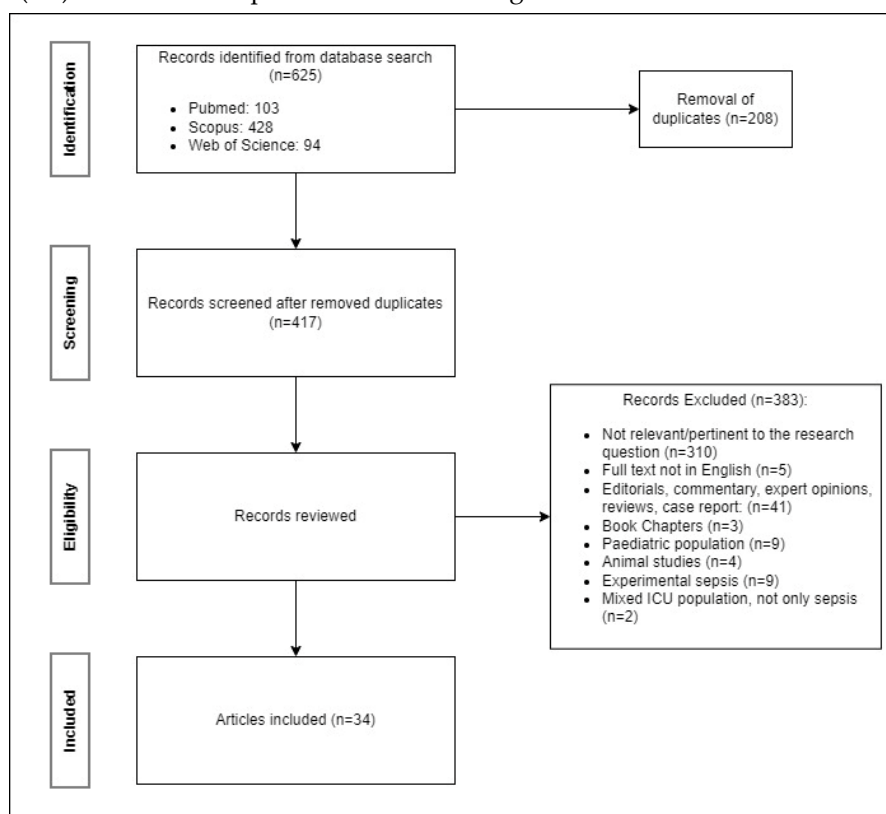 Identification
Records identified from database search
(n=625)
• Pubmed: 103
• Scopus: 428
• Web of Science: 94
Removal of
duplicates (n=208)
Screening
Records screened after removed duplicates
(n=417)
Eligibility
Records reviewed
Records Excluded (n=383):
• Not relevant/pertinent to the research
question (n=310)
• Full text not in English (n=5)
• Editorials, commentary, expert opinions,
reviews, case report: (n=41)
• Book Chapters (n=3)
• Paediatric population (n=9)
• Animal studies (n=4)
• Experimental sepsis (n=9)
• Mixed ICU population, not only sepsis
(n=2)
Included
Articles included (n=34)